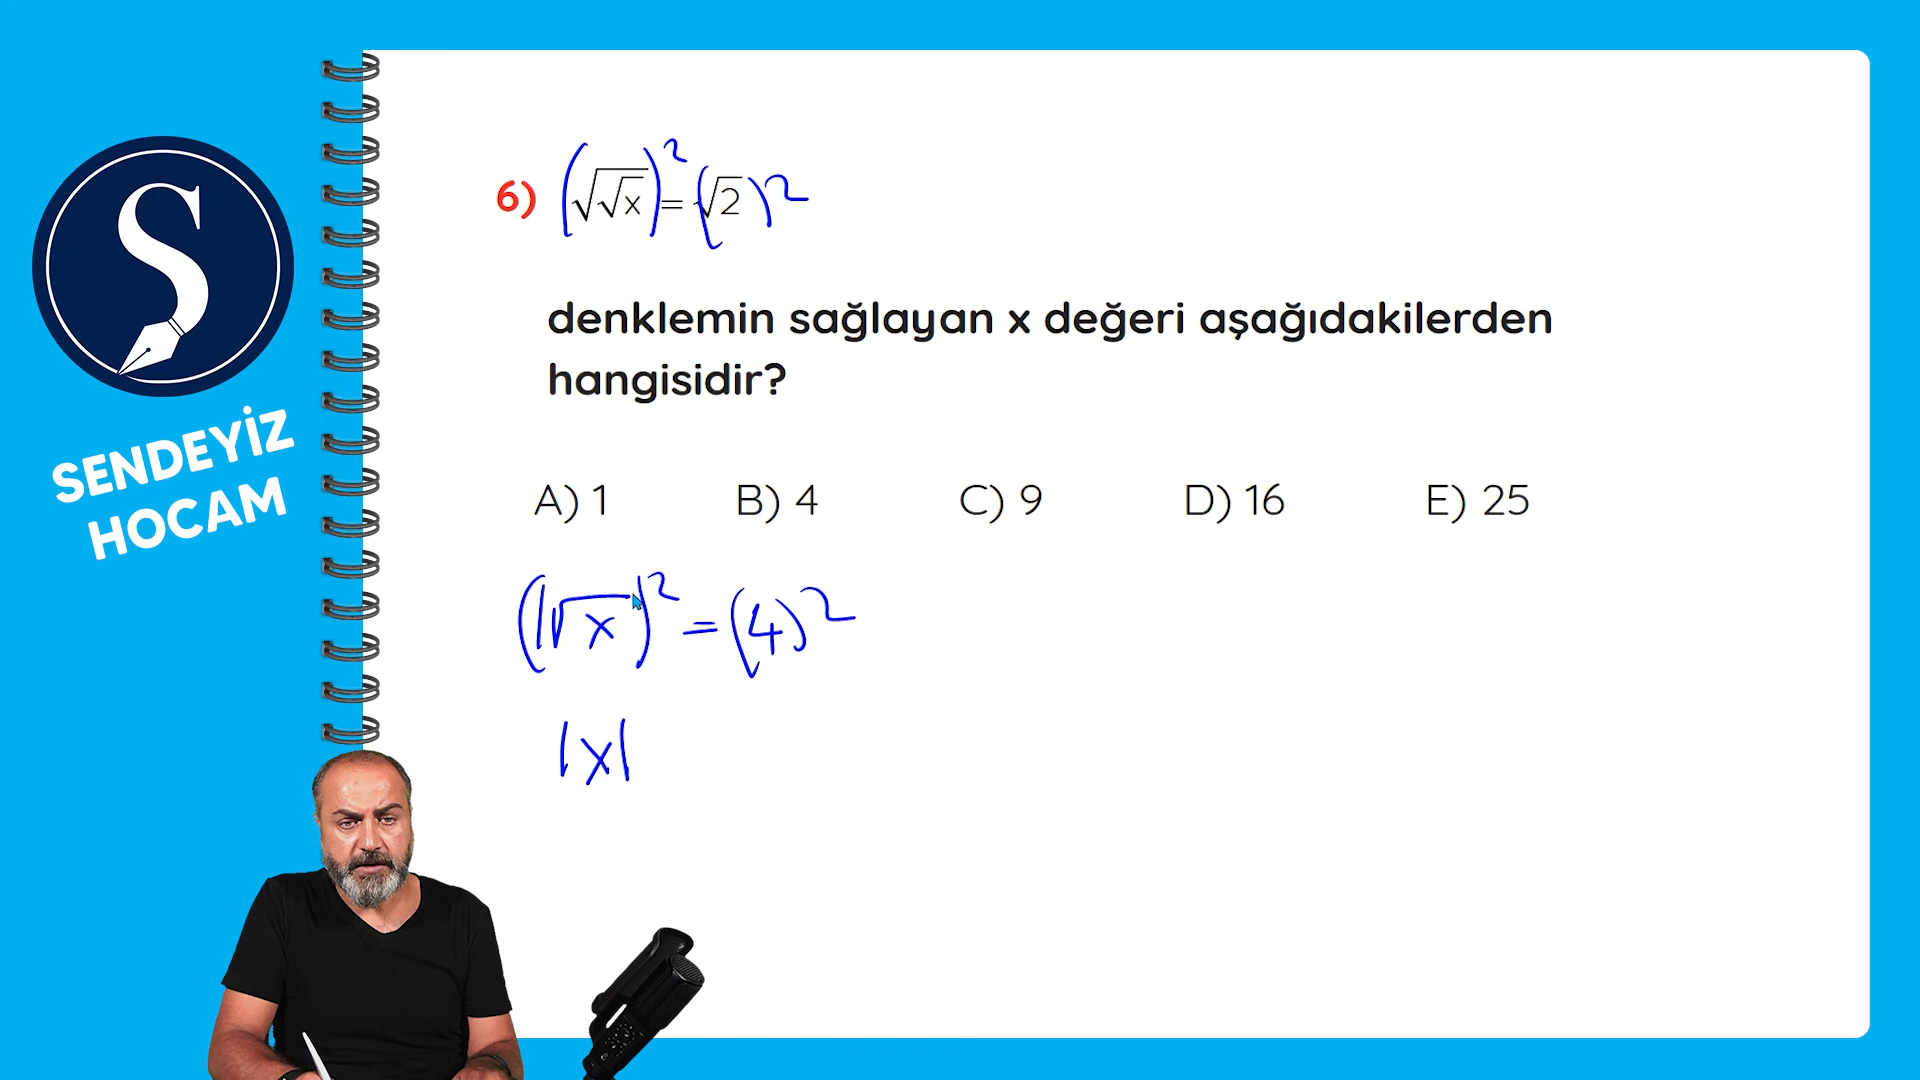 S
SENDEYİZ
HOCAM
6) (√√x)² = (√2)²
denklemin sağlayan x değeri aşağıdakilerden
hangisidir?
A) 1 B) 4 C) 9 D) 16 E) 25
(|√x|)² = (4)²
|x|